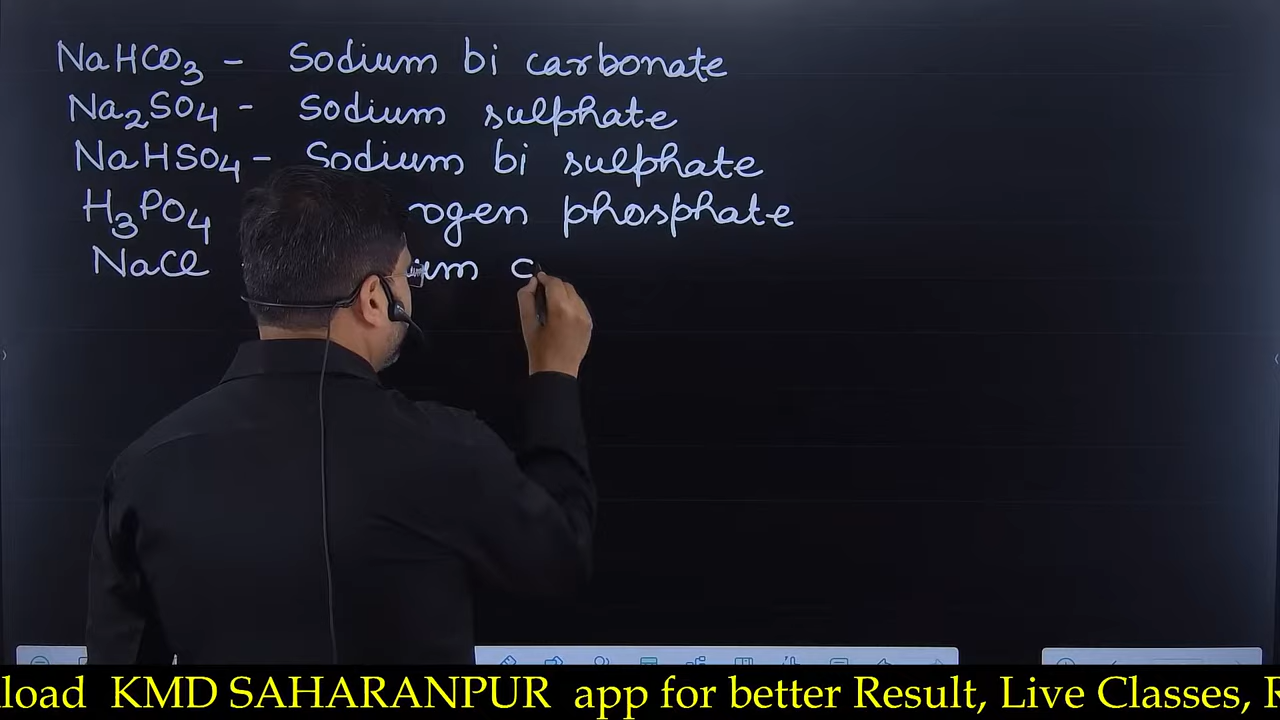 NaHCO₃ - Sodium bi carbonate
Na₂SO₄ - Sodium sulphate
NaHSO₄ - Sodium bi sulphate
H₃PO₄ rogen phosphate
NaCl ium c
load KMD SAHARANPUR app for better Result, Live Classes, R